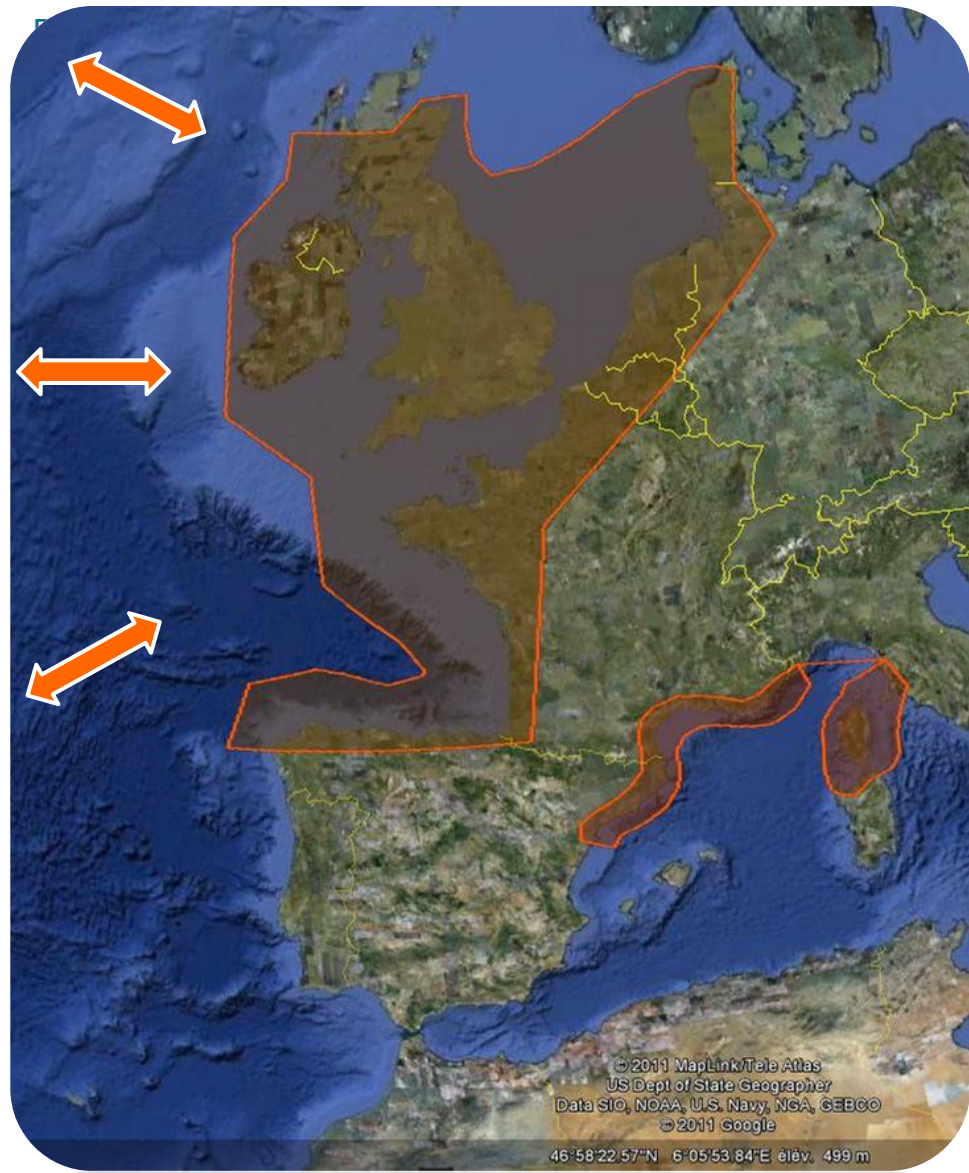 © 2011 MapLink/Tele Atlas
US Dept of State Geographer
Data SIO, NOAA, U.S. Navy, NGA, GEBCO
© 2011 Google
46°58'22.57"N 6°05'53.84"E élév. 499 m